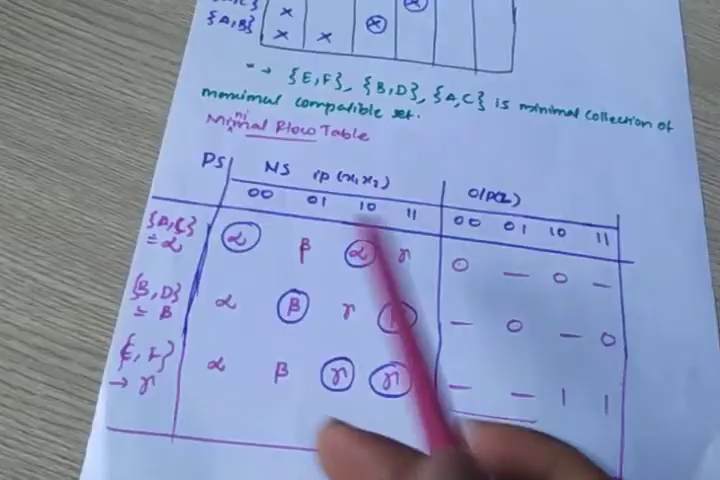 {A,B}
× × ⊗
→ {E,F}, {B,D}, {A,C} is minimal collection of
maximal compatible set.
Minimal Flow Table
PS NS ip (x₁x₂) O/P(Z)
00 01 10 11 00 01 10 11
{A,C} ≃ α α β α γ 0 — 0 —
{B,D} ≃ β α β γ — 0 — 0
{E,F} → γ α β γ γ — — 1 1